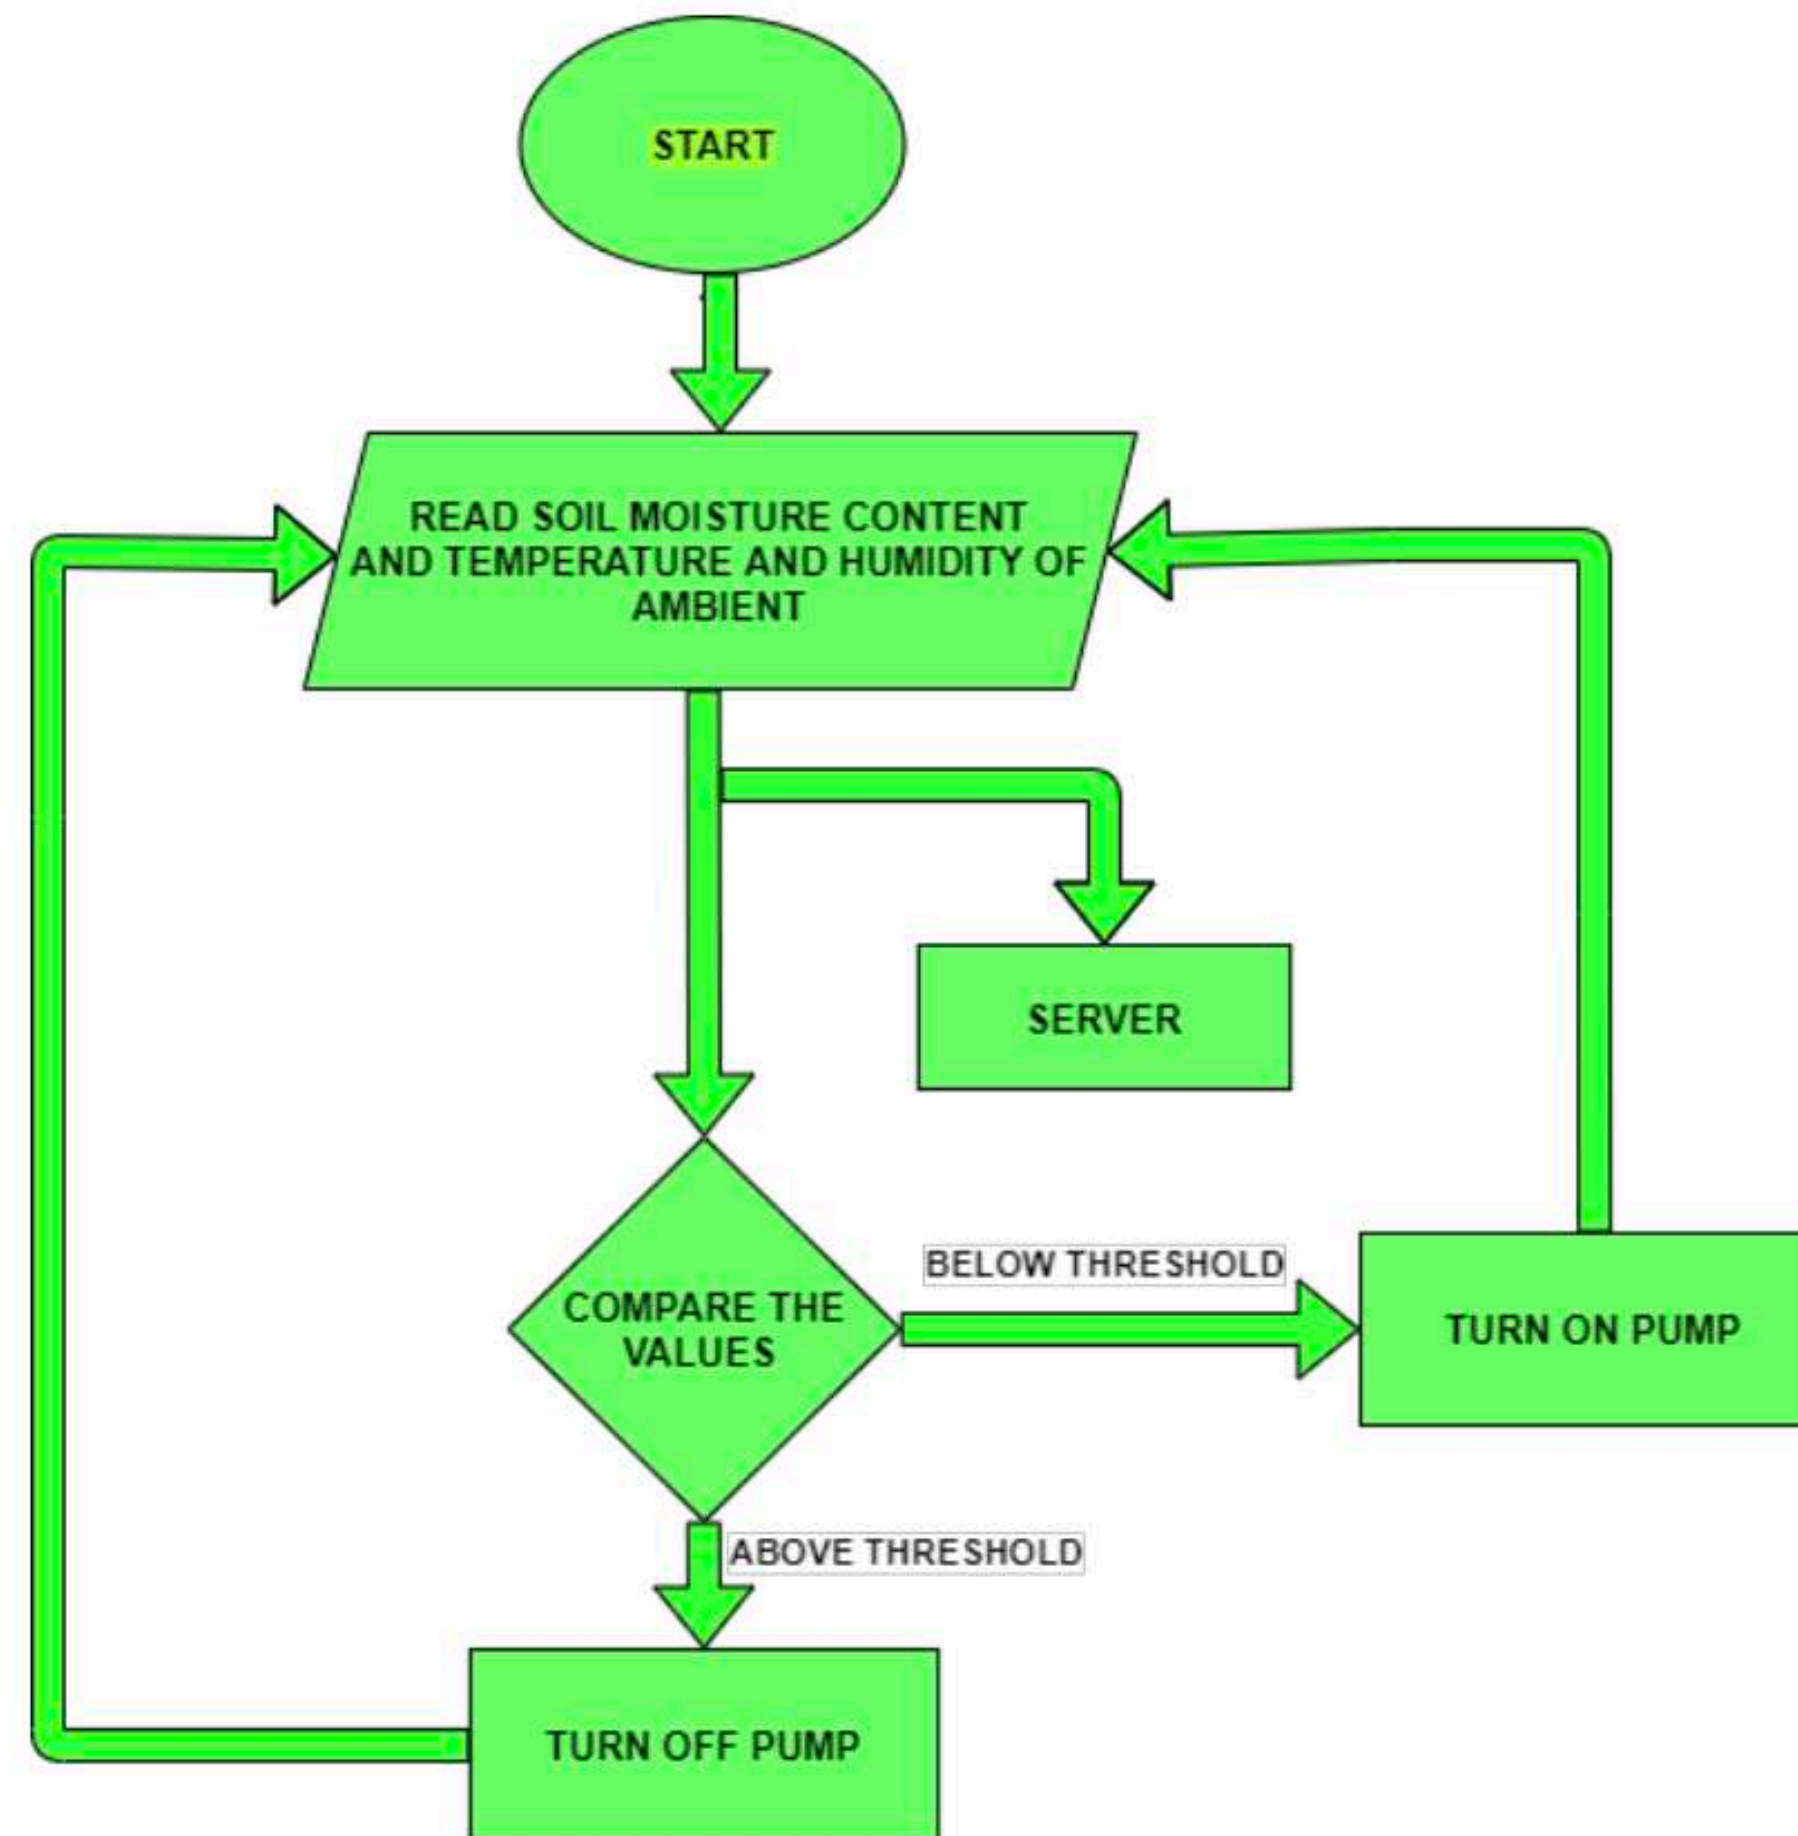 START
READ SOIL MOISTURE CONTENT
AND TEMPERATURE AND HUMIDITY OF
AMBIENT
SERVER
BELOW THRESHOLD
COMPARE THE
VALUES
TURN ON PUMP
ABOVE THRESHOLD
TURN OFF PUMP